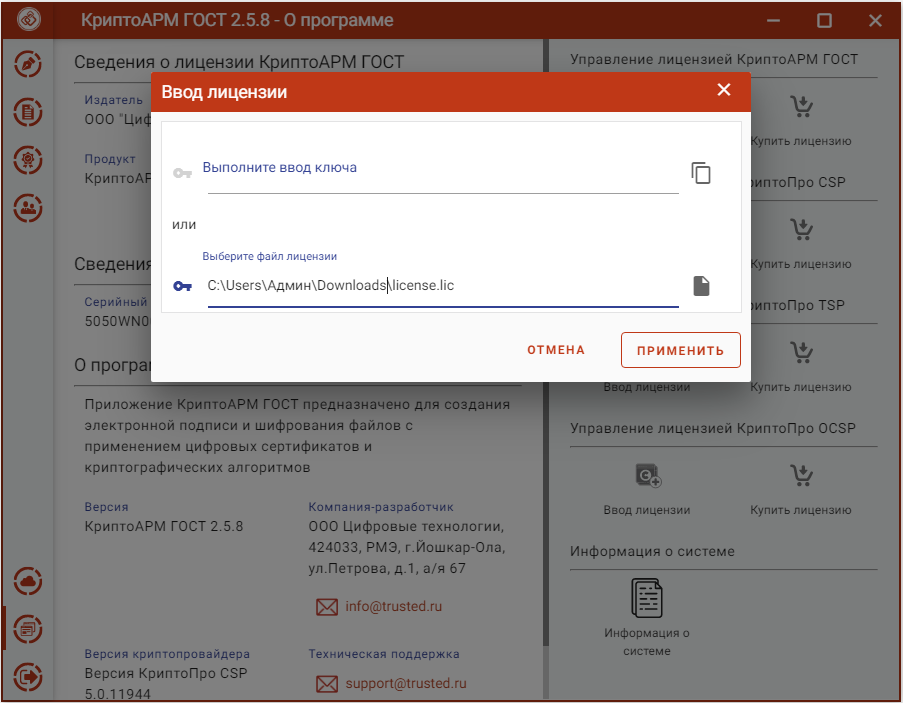 КриптоАРМ ГОСТ 2.5.8 - О программе
Сведения о лицензии КриптоАРМ ГОСТ
Издатель
ООО "Циф
Продукт
КриптоАР
Сведения
Серийный
5050WN0
О програ
Ввод лицензии
Выполните ввод ключа
или
Выберите файл лицензии
C:\Users\Админ\Downloads\license.lic
ОТМЕНА
ПРИМЕНИТЬ
Приложение КриптоАРМ ГОСТ предназначено для создания
электронной подписи и шифрования файлов с
применением цифровых сертификатов и
криптографических алгоритмов
Версия
КриптоАРМ ГОСТ 2.5.8
Компания-разработчик
ООО Цифровые технологии,
424033, РМЭ, г.Йошкар-Ола,
ул.Петрова, д.1, а/я 67
info@trusted.ru
Версия криптопровайдера
Версия КриптоПро CSP
5.0.11944
Техническая поддержка
support@trusted.ru
Управление лицензией КриптоАРМ ГОСТ
Купить лицензию
риптоПро CSP
Купить лицензию
риптоПро TSP
Ввод лицензии
Купить лицензию
Управление лицензией КриптоПро OCSP
Ввод лицензии
Купить лицензию
Информация о системе
Информация о
системе